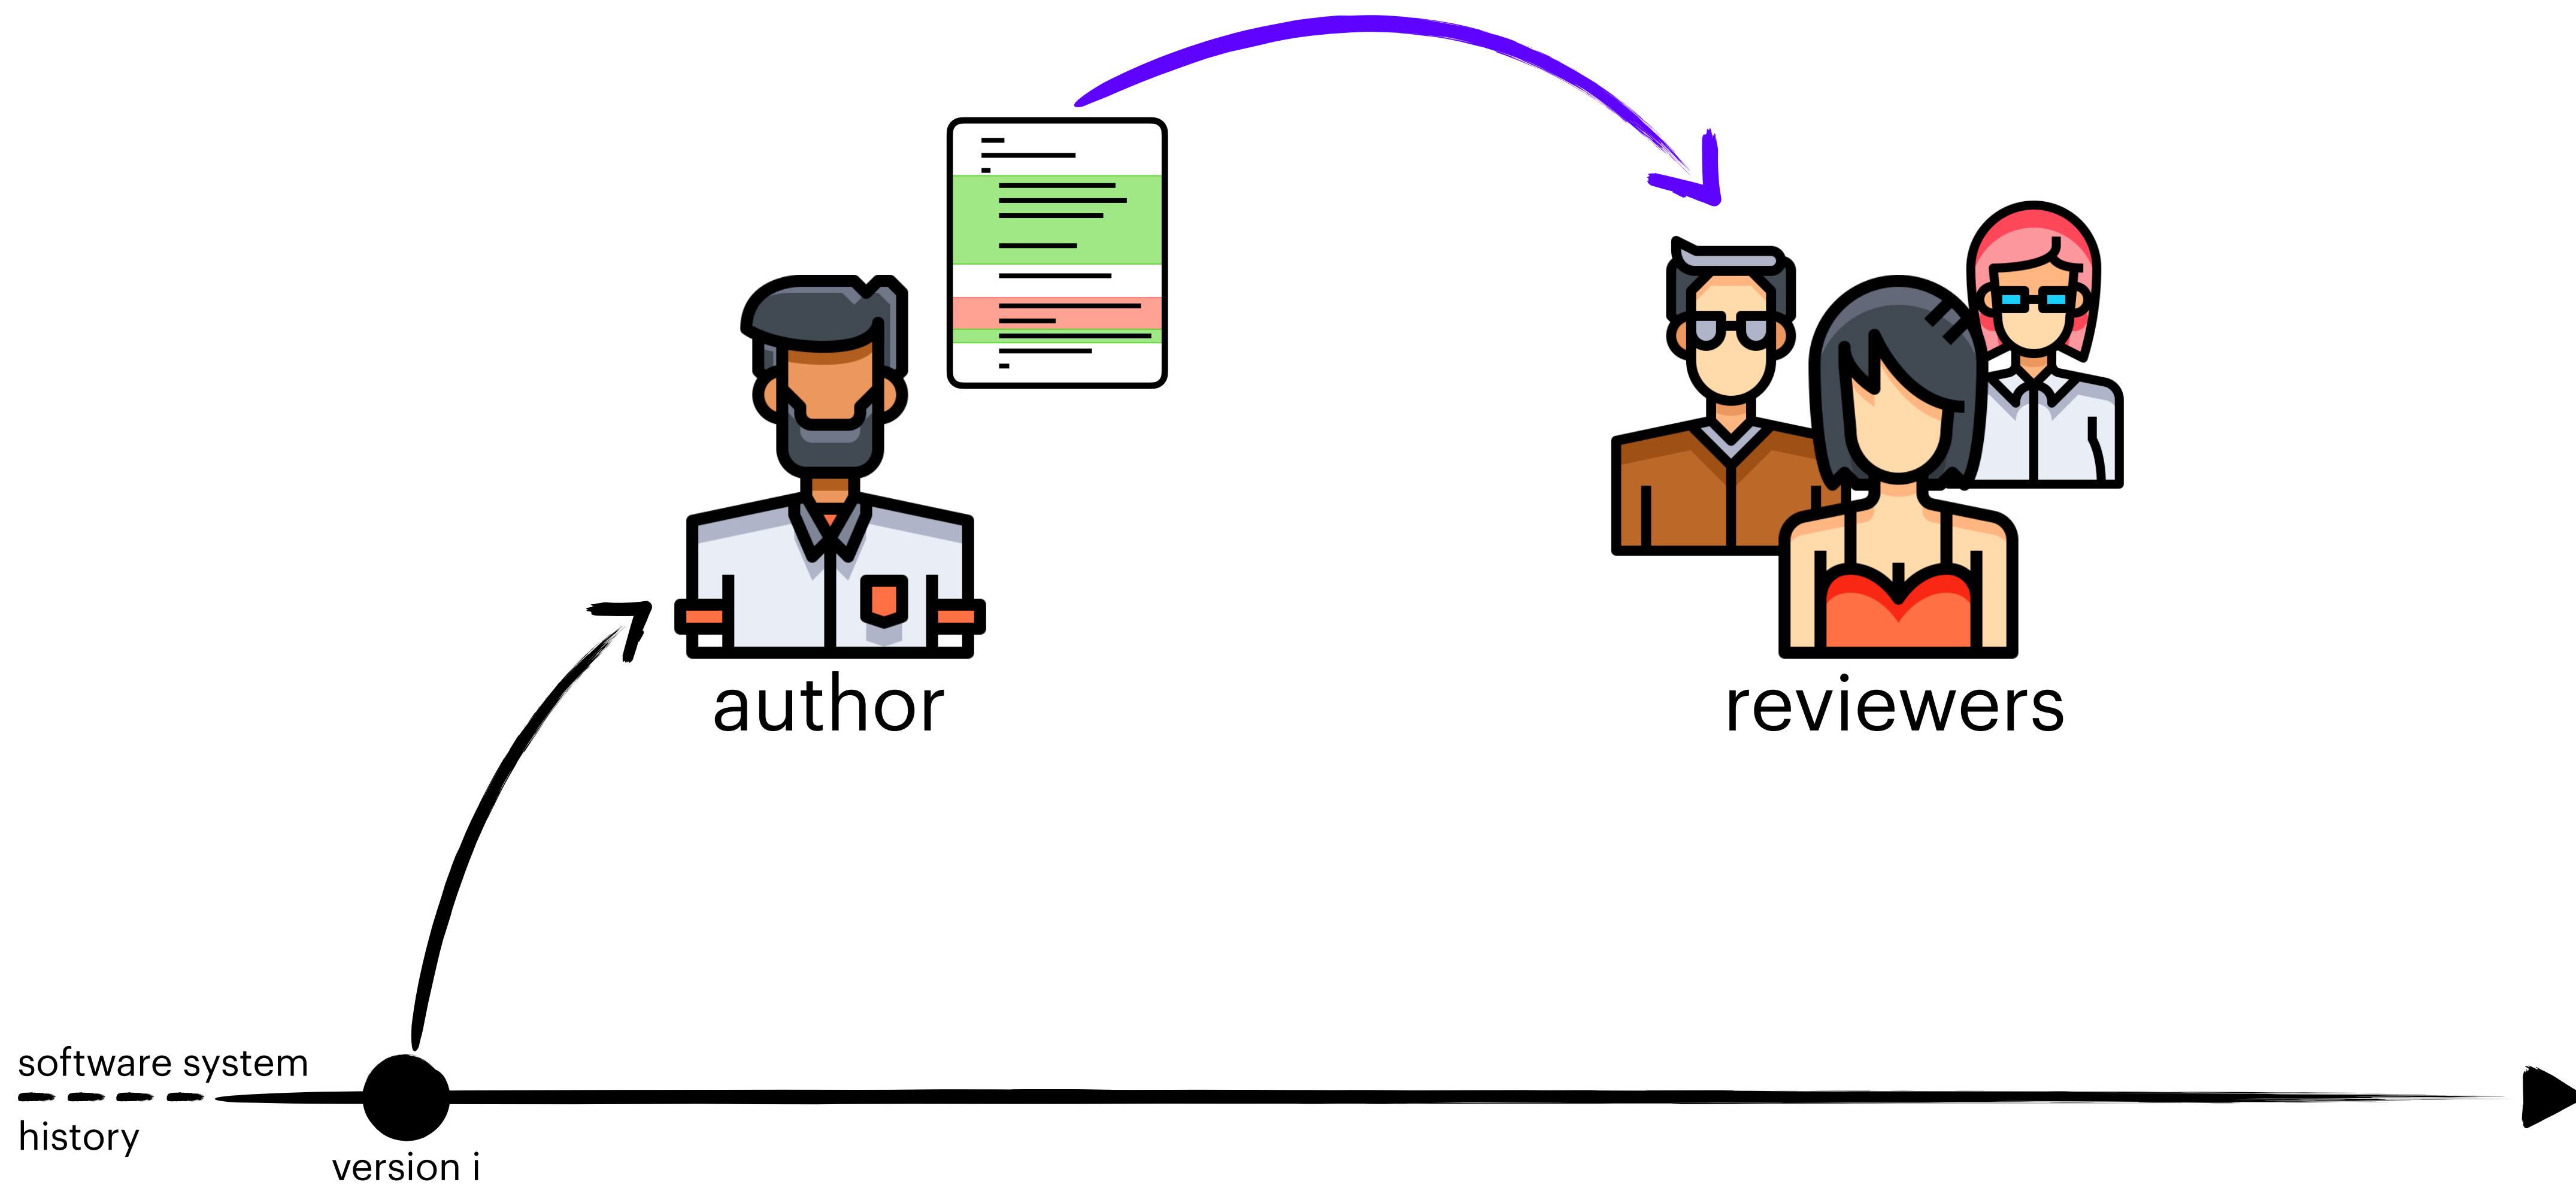 author
reviewers
software system
history
version i